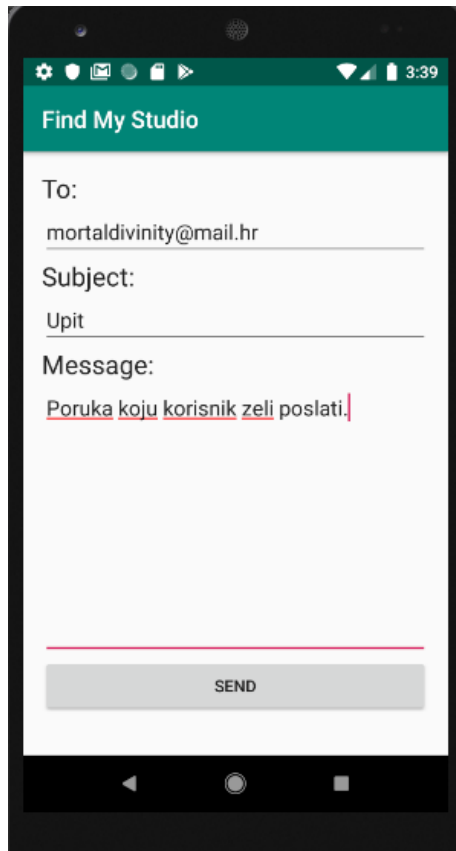 3:39
Find My Studio
To:
mortaldivinity@mail.hr
Subject:
Upit
Message:
Poruka koju korisnik zeli poslati.
SEND